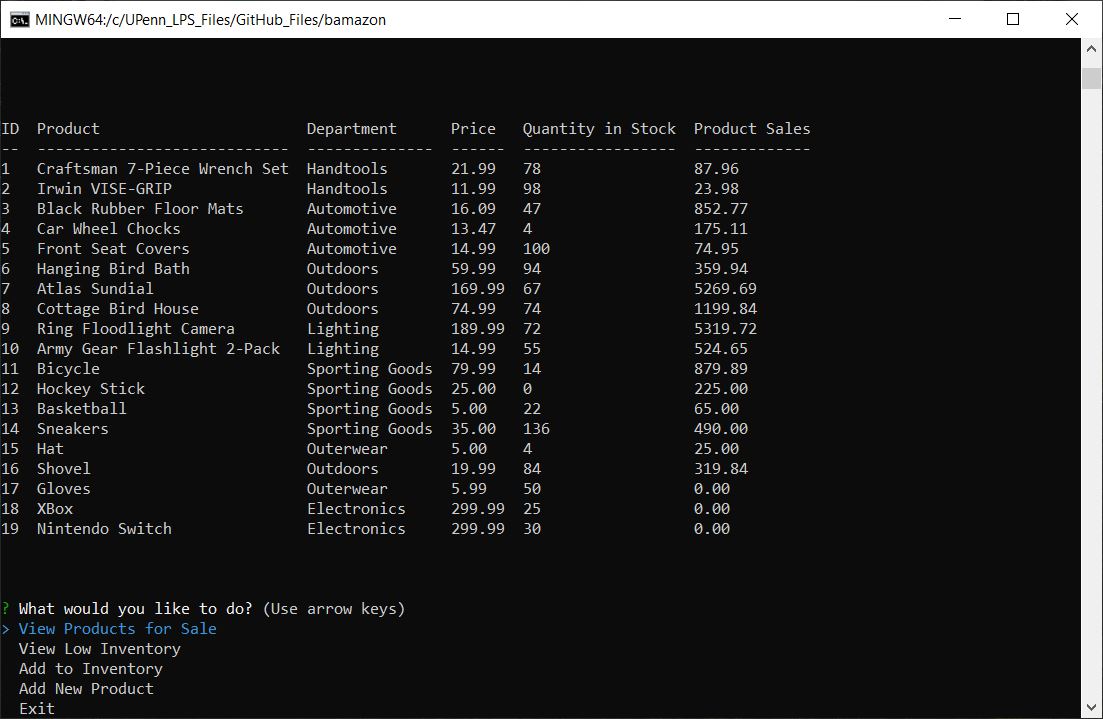 MINGW64:/c/UPenn_LPS_Files/GitHub_Files/bamazon
ID  Product                       Department      Price   Quantity in Stock  Product Sales
--  ----------------------------  --------------  ------  -----------------  -------------
1   Craftsman 7-Piece Wrench Set  Handtools       21.99   78                 87.96
2   Irwin VISE-GRIP               Handtools       11.99   98                 23.98
3   Black Rubber Floor Mats       Automotive      16.09   47                 852.77
4   Car Wheel Chocks              Automotive      13.47   4                  175.11
5   Front Seat Covers             Automotive      14.99   100                74.95
6   Hanging Bird Bath             Outdoors        59.99   94                 359.94
7   Atlas Sundial                 Outdoors        169.99  67                 5269.69
8   Cottage Bird House            Outdoors        74.99   74                 1199.84
9   Ring Floodlight Camera        Lighting        189.99  72                 5319.72
10  Army Gear Flashlight 2-Pack   Lighting        14.99   55                 524.65
11  Bicycle                       Sporting Goods  79.99   14                 879.89
12  Hockey Stick                  Sporting Goods  25.00   0                  225.00
13  Basketball                    Sporting Goods  5.00    22                 65.00
14  Sneakers                      Sporting Goods  35.00   136                490.00
15  Hat                           Outerwear       5.00    4                  25.00
16  Shovel                        Outdoors        19.99   84                 319.84
17  Gloves                        Outerwear       5.99    50                 0.00
18  XBox                          Electronics     299.99  25                 0.00
19  Nintendo Switch               Electronics     299.99  30                 0.00
? What would you like to do? (Use arrow keys)
> View Products for Sale
  View Low Inventory
  Add to Inventory
  Add New Product
  Exit